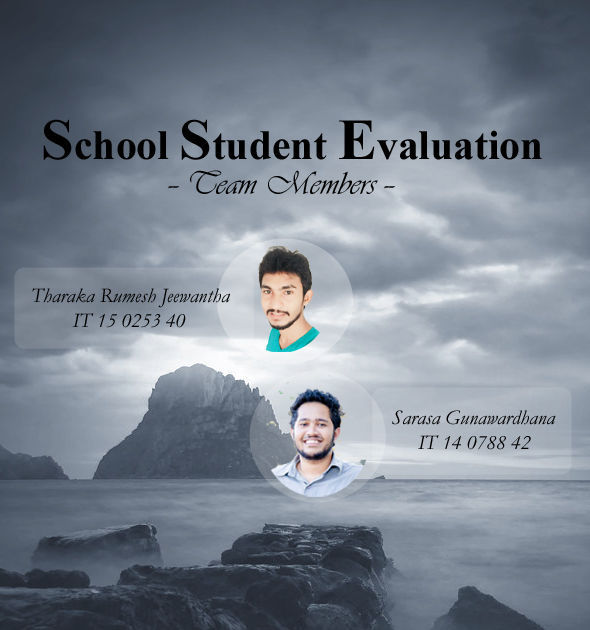 School Student Evaluation
- Team Members -
Tharaka Rumesh Jeewantha
IT 15 0253 40
Sarasa Gunawardhana
IT 14 0788 42